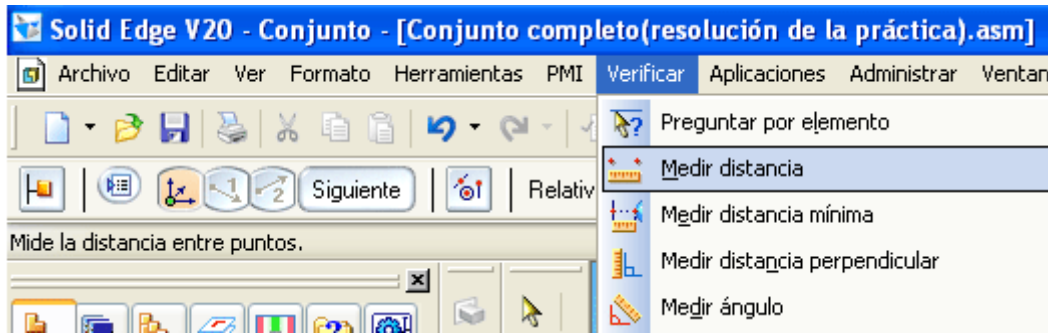 Solid Edge V20 - Conjunto - [Conjunto completo(resolución de la práctica).asm]
Archivo Editar Ver Formato Herramientas PMI Verificar Aplicaciones Administrar Ventan
Preguntar por elemento
Medir distancia
1 2 Siguiente Relativ
Medir distancia mínima
Mide la distancia entre puntos.
Medir distancia perpendicular
Medir ángulo